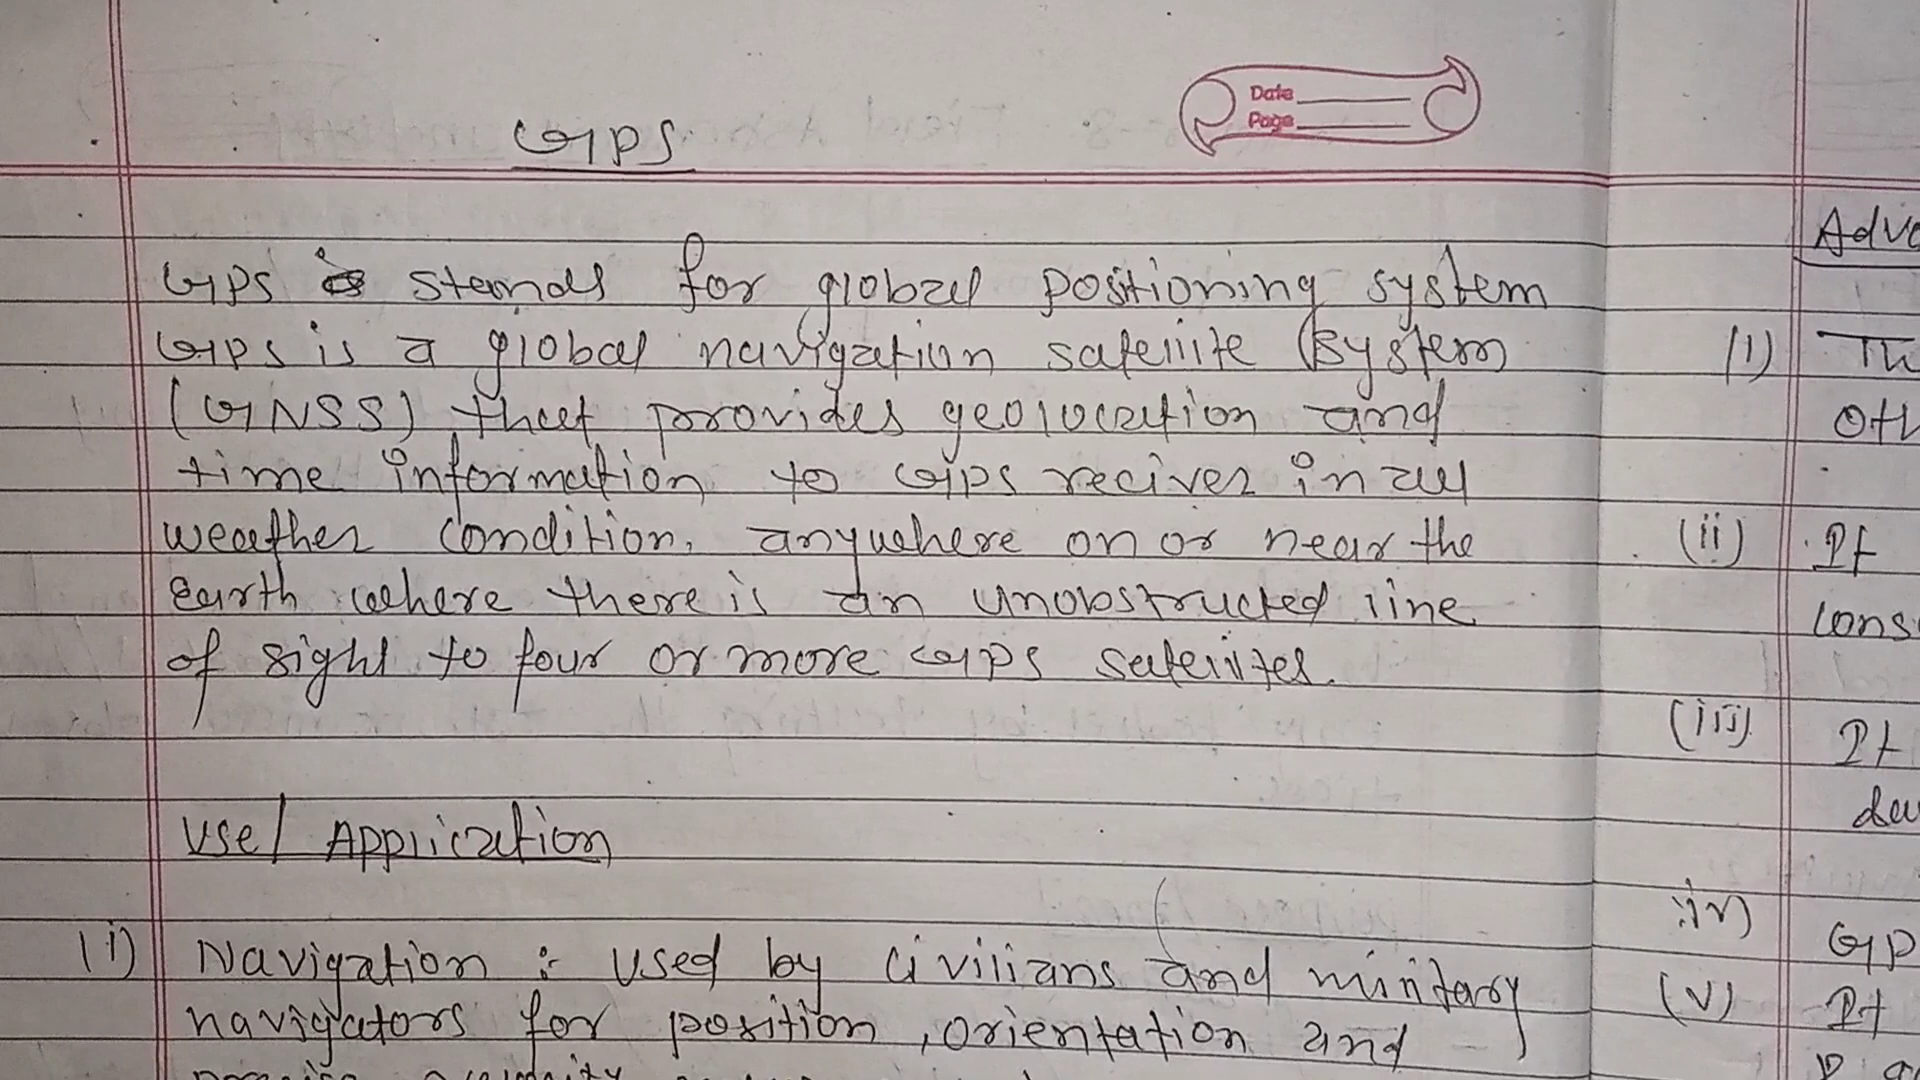 Date
Page
GPS
GPS stands for global positioning system
GPS is a global navigation satellite system
(GNSS) that provides geolocation and
time information to GPS reciver in all
weather condition, anywhere on or near the
earth where there is an unobstructed line
of sight to four or more GPS satellites.
Use/ Application
(i) Navigation : Used by civilians and military
navigators for position, orientation and
Adva
(i) Th
Oth
(ii) It
cons
(iii) It
da
iv) GP
(v) It